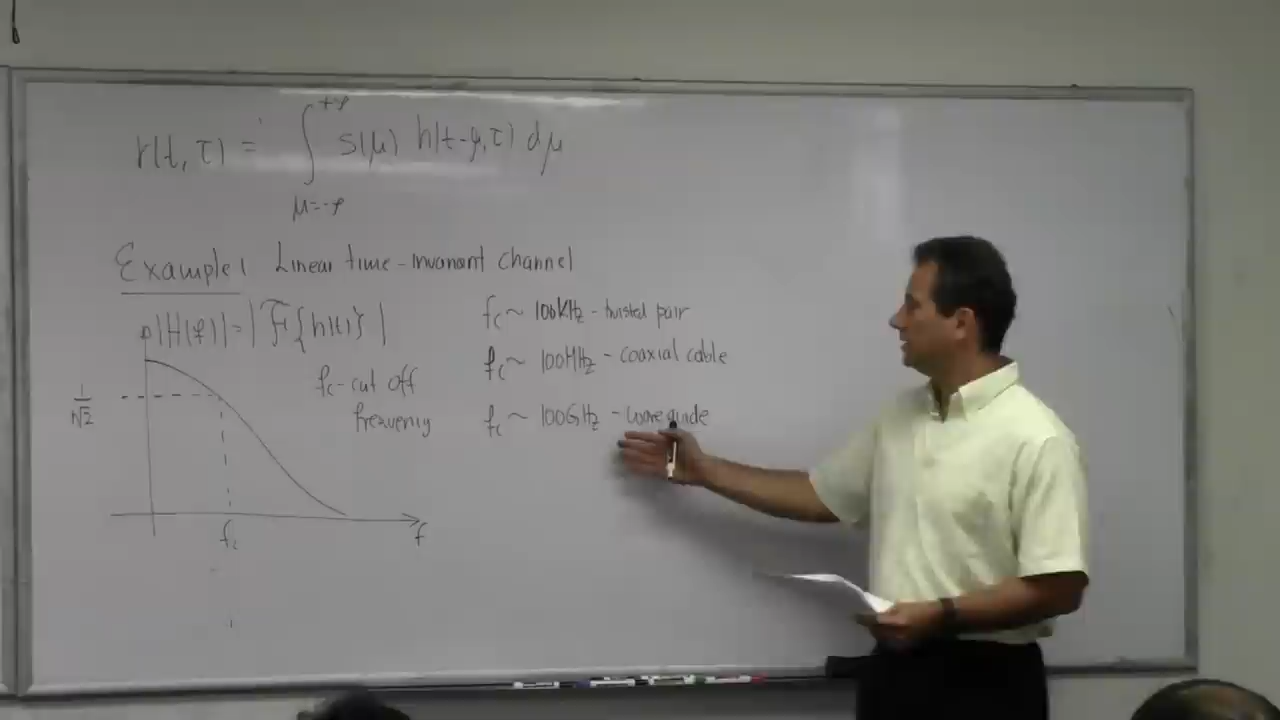 +∞
r(t, τ) = ∫ s(μ) h(t-μ, τ) dμ
μ=-∞
Example 1 Linear time-invariant channel
|H(f)| = |F{h(t)}|
fc ~ 100KHz - twisted pair
fc ~ 100MHz - coaxial cable
fc ~ 100GHz - waveguide
fc - cut off
frequency
1/√2
fc
f